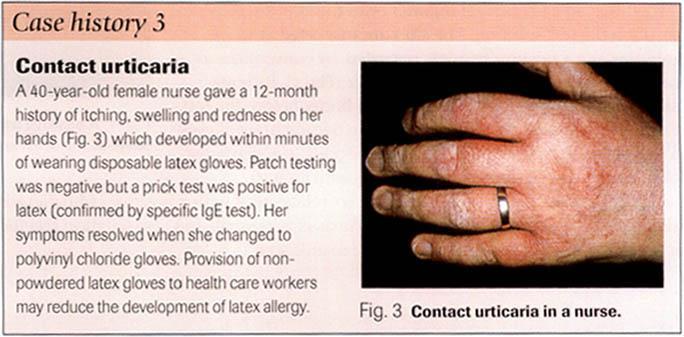 Case history 3
Contact urticaria
A 40-year-old female nurse gave a 12-month
history of itching, swelling and redness on her
hands (Fig. 3) which developed within minutes
of wearing disposable latex gloves. Patch testing
was negative but a prick test was positive for
latex (confirmed by specific IgE test). Her
symptoms resolved when she changed to
polyvinyl chloride gloves. Provision of non-
powdered latex gloves to health care workers
may reduce the development of latex allergy.
Fig. 3 Contact urticaria in a nurse.